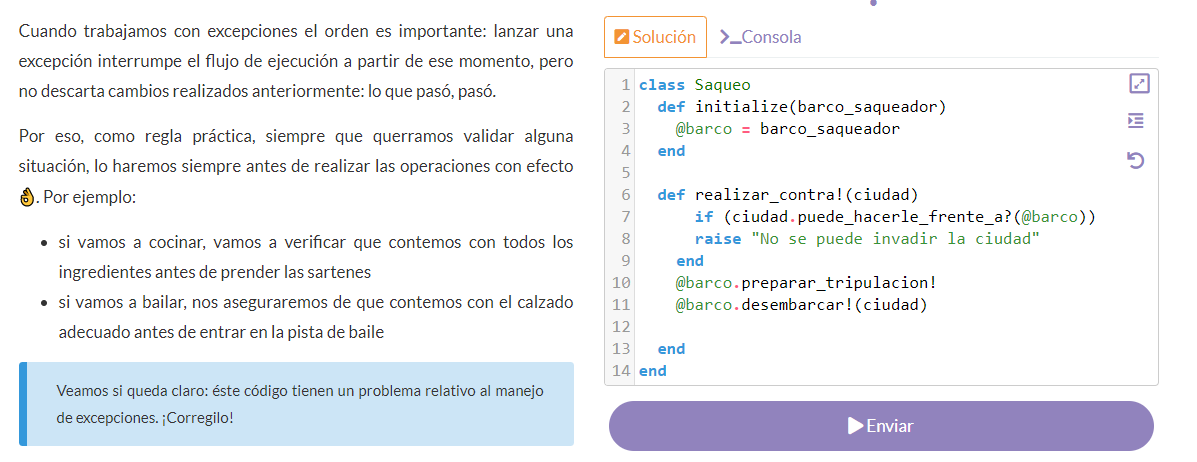 Cuando trabajamos con excepciones el orden es importante: lanzar una
excepción interrumpe el flujo de ejecución a partir de ese momento, pero
no descarta cambios realizados anteriormente: lo que pasó, pasó.
Por eso, como regla práctica, siempre que querramos validar alguna
situación, lo haremos siempre antes de realizar las operaciones con efecto
👌. Por ejemplo:
• si vamos a cocinar, vamos a verificar que contemos con todos los
ingredientes antes de prender las sartenes
• si vamos a bailar, nos aseguraremos de que contemos con el calzado
adecuado antes de entrar en la pista de baile
Veamos si queda claro: éste código tienen un problema relativo al manejo
de excepciones. ¡Corregilo!
Solución
Consola
1 class Saqueo
2   def initialize(barco_saqueador)
3     @barco = barco_saqueador
4   end
5
6   def realizar_contra!(ciudad)
7       if (ciudad.puede_hacerle_frente_a?(@barco))
8       raise "No se puede invadir la ciudad"
9     end
10     @barco.preparar_tripulacion!
11     @barco.desembarcar!(ciudad)
12
13   end
14 end
Enviar